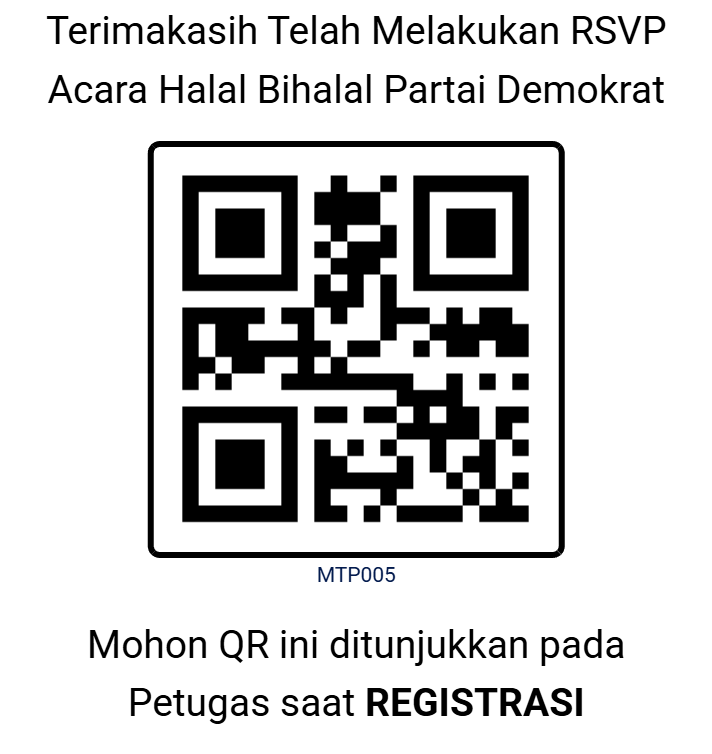 Terimakasih Telah Melakukan RSVP
Acara Halal Bihalal Partai Demokrat
MTP005
Mohon QR ini ditunjukkan pada
Petugas saat REGISTRASI